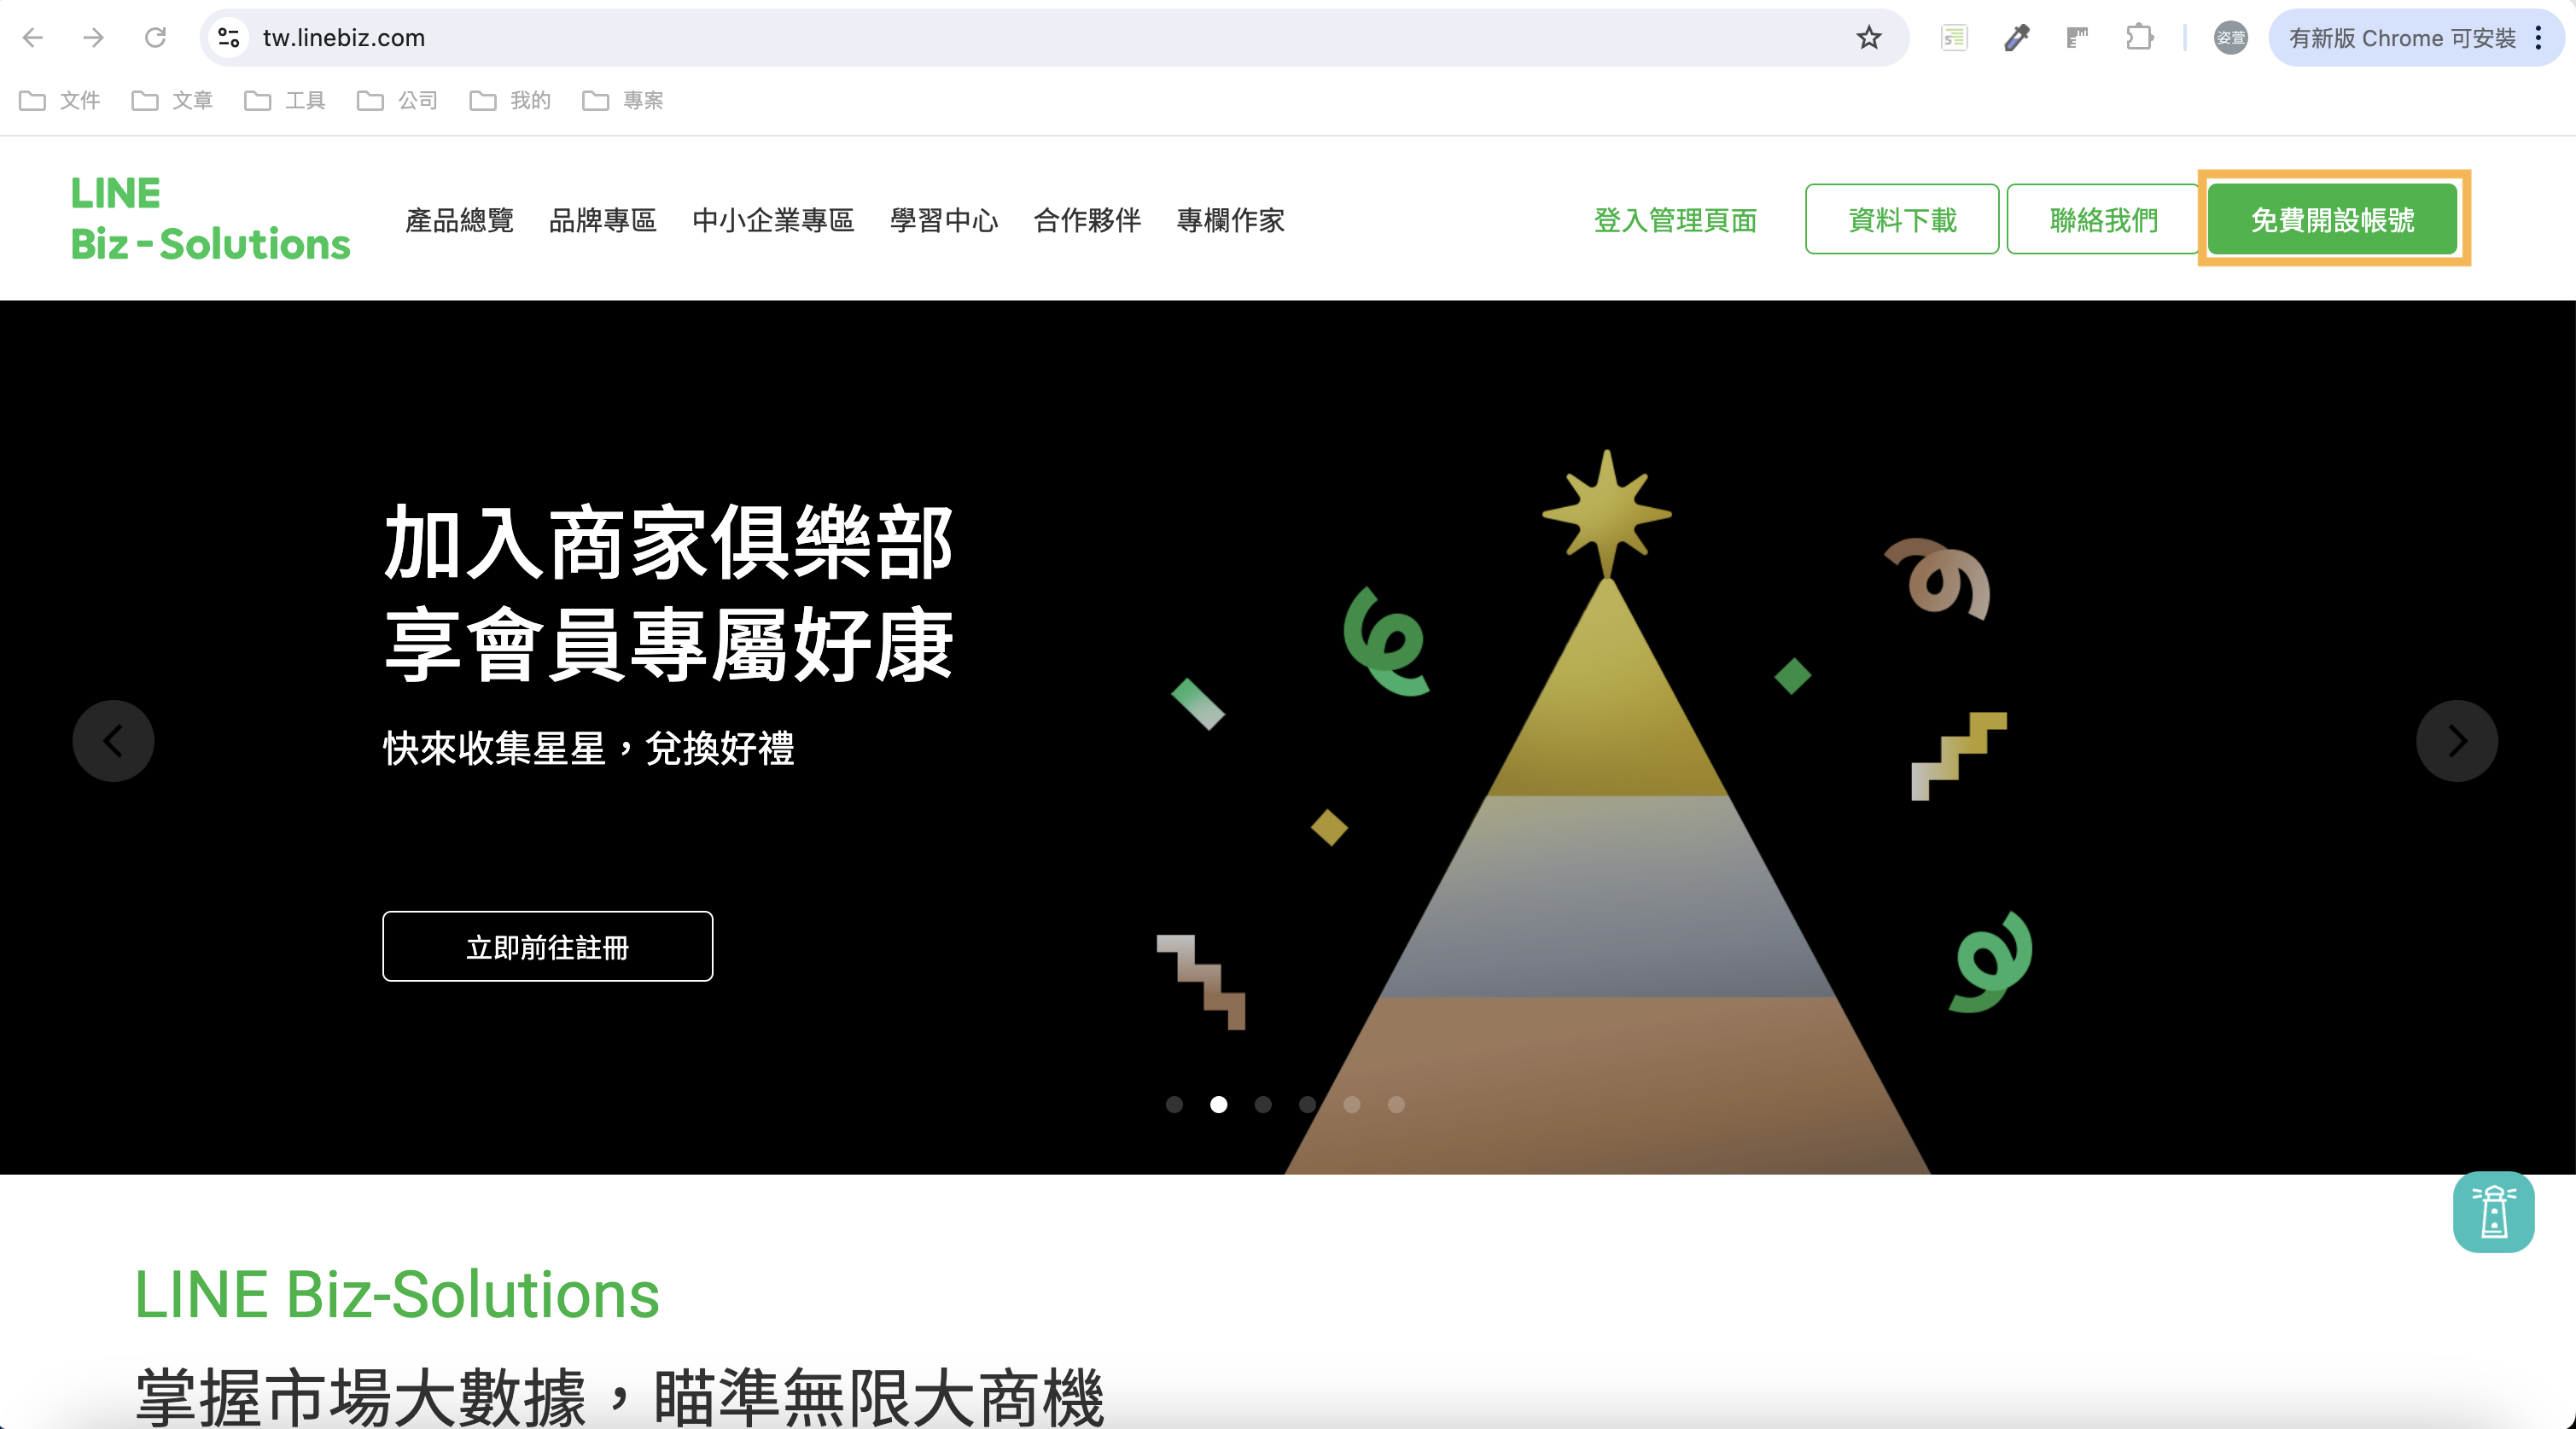 tw.linebiz.com
姿萱
有新版 Chrome 可安裝
文件 文章 工具 公司 我的 專案
LINE
Biz-Solutions
產品總覽 品牌專區 中小企業專區 學習中心 合作夥伴 專欄作家 登入管理頁面 資料下載 聯絡我們 免費開設帳號
加入商家俱樂部
享會員專屬好康
快來收集星星，兌換好禮
立即前往註冊
LINE Biz-Solutions
掌握市場大數據，瞄準無限大商機